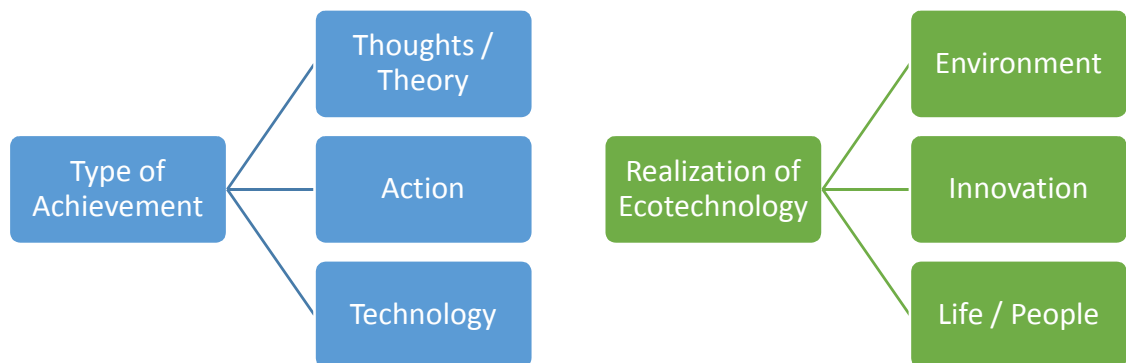 Type of
Achievement
Thoughts /
Theory
Action
Technology
Realization of
Ecotechnology
Environment
Innovation
Life / People